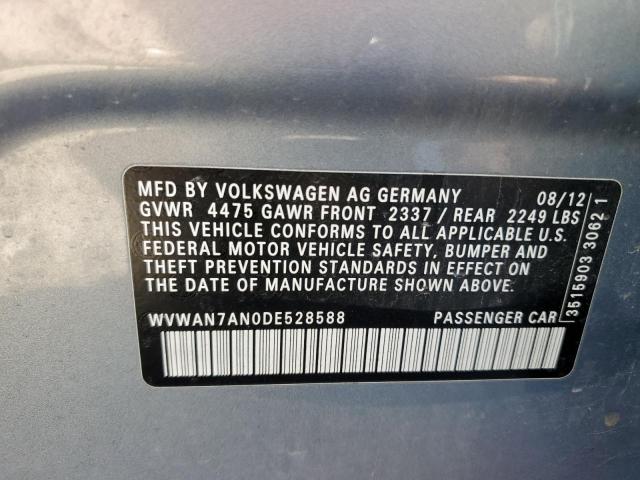 MFD BY VOLKSWAGEN AG GERMANY 08/12
GVWR 4475 GAWR FRONT 2337 / REAR 2249 LBS
THIS VEHICLE CONFORMS TO ALL APPLICABLE U.S.
FEDERAL MOTOR VEHICLE SAFETY, BUMPER AND
THEFT PREVENTION STANDARDS IN EFFECT ON
THE DATE OF MANUFACTURE SHOWN ABOVE.
WVWAN7AN0DE528588 PASSENGER CAR
3515903 3062 1